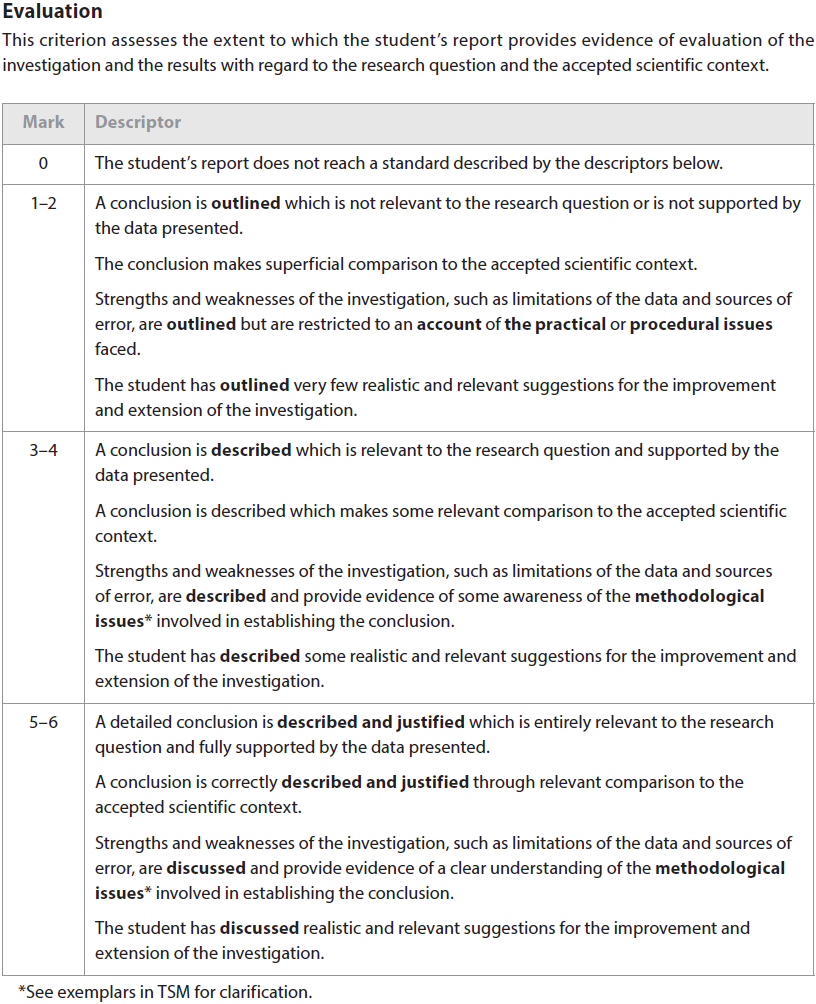 Evaluation
This criterion assesses the extent to which the student's report provides evidence of evaluation of the
investigation and the results with regard to the research question and the accepted scientific context.
Mark Descriptor
0 The student's report does not reach a standard described by the descriptors below.
1–2 A conclusion is outlined which is not relevant to the research question or is not supported by
the data presented.
The conclusion makes superficial comparison to the accepted scientific context.
Strengths and weaknesses of the investigation, such as limitations of the data and sources of
error, are outlined but are restricted to an account of the practical or procedural issues
faced.
The student has outlined very few realistic and relevant suggestions for the improvement
and extension of the investigation.
3–4 A conclusion is described which is relevant to the research question and supported by the
data presented.
A conclusion is described which makes some relevant comparison to the accepted scientific
context.
Strengths and weaknesses of the investigation, such as limitations of the data and sources
of error, are described and provide evidence of some awareness of the methodological
issues* involved in establishing the conclusion.
The student has described some realistic and relevant suggestions for the improvement and
extension of the investigation.
5–6 A detailed conclusion is described and justified which is entirely relevant to the research
question and fully supported by the data presented.
A conclusion is correctly described and justified through relevant comparison to the
accepted scientific context.
Strengths and weaknesses of the investigation, such as limitations of the data and sources of
error, are discussed and provide evidence of a clear understanding of the methodological
issues* involved in establishing the conclusion.
The student has discussed realistic and relevant suggestions for the improvement and
extension of the investigation.
*See exemplars in TSM for clarification.